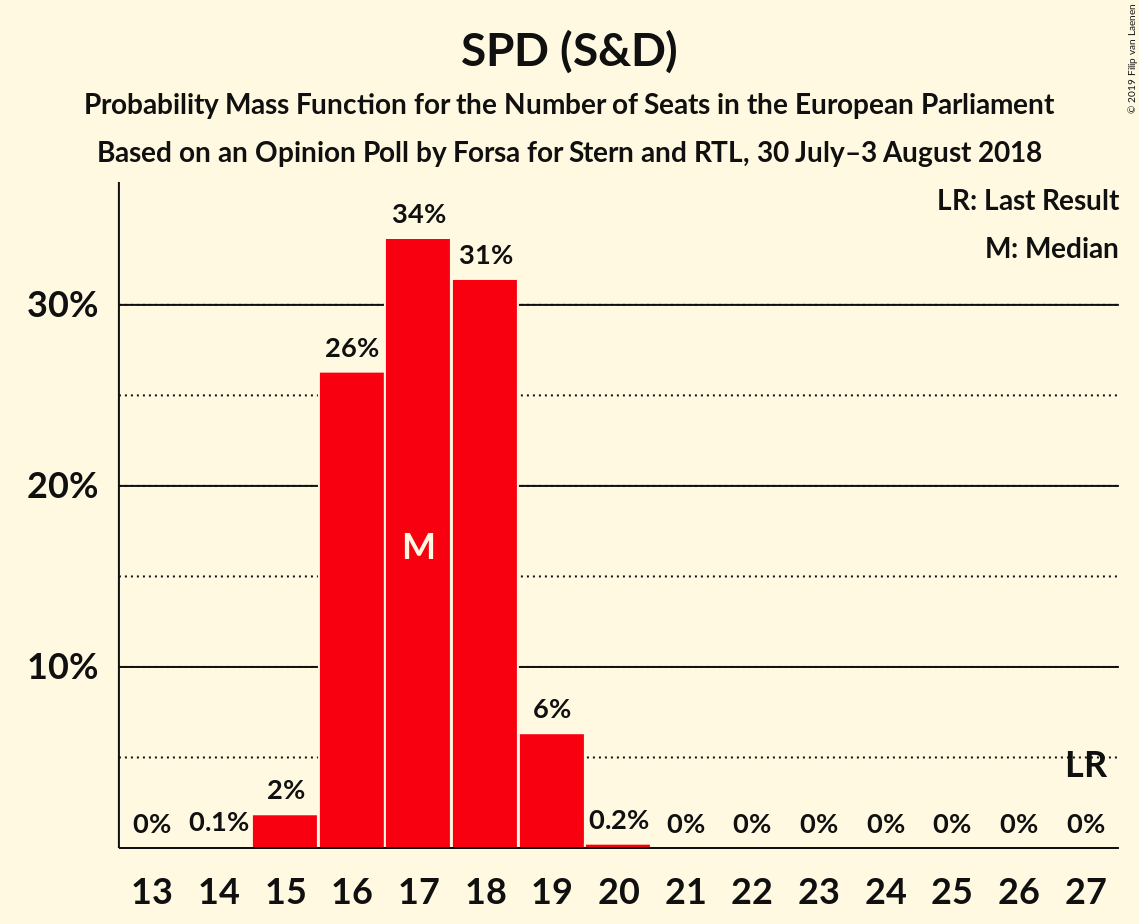 SPD (S&D)
Probability Mass Function for the Number of Seats in the European Parliament
Based on an Opinion Poll by Forsa for Stern and RTL, 30 July–3 August 2018
© 2019 Filip van Laenen
LR: Last Result
M: Median
34%
31%
30%
26%
20%
M
10%
6%
LR
2%
0% 0.1% 0.2% 0% 0% 0% 0% 0% 0% 0%
13 14 15 16 17 18 19 20 21 22 23 24 25 26 27